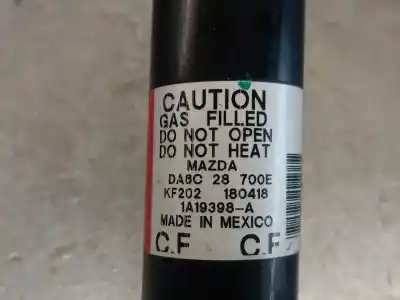 CAUTION
GAS FILLED
DO NOT OPEN
DO NOT HEAT
MAZDA
DA6C 28 700E
KF202 180418
1A19398-A
MADE IN MEXICO
C.F C.F